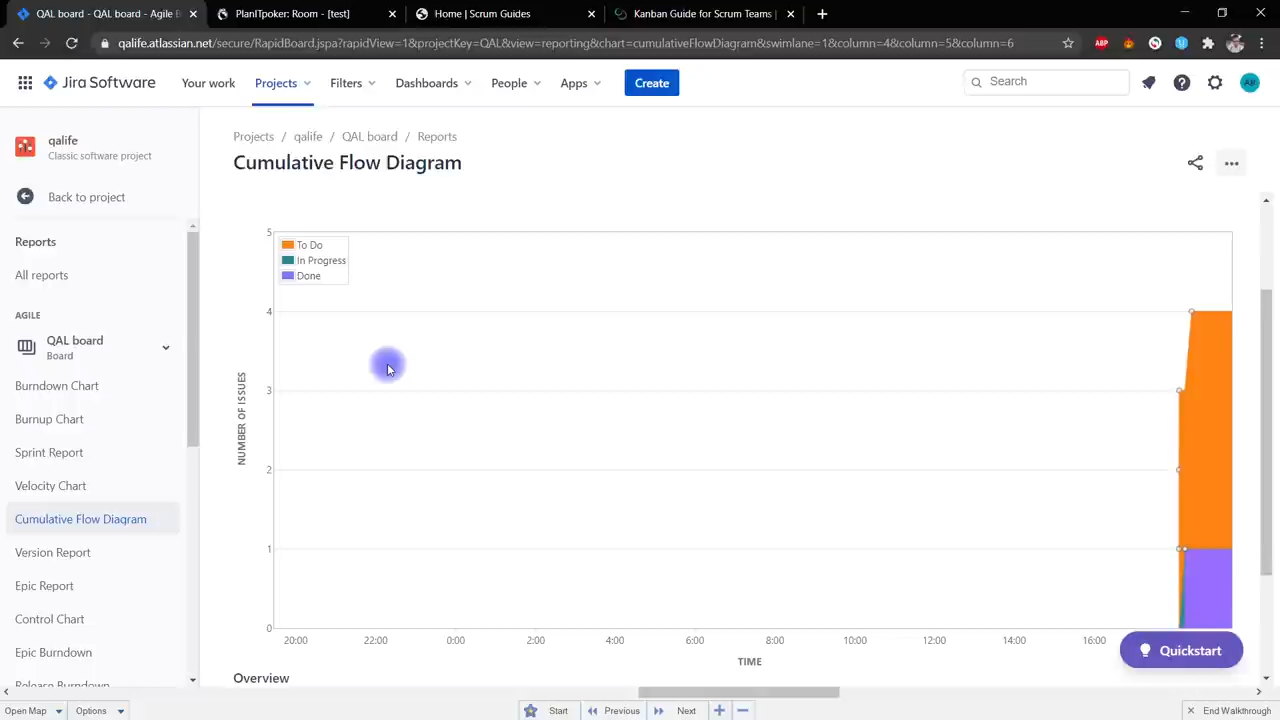 QAL board - QAL board - Agile B
PlanITpoker: Room - [test]
Home | Scrum Guides
Kanban Guide for Scrum Teams |
qalife.atlassian.net/secure/RapidBoard.jspa?rapidView=1&projectKey=QAL&view=reporting&chart=cumulativeFlowDiagram&swimlane=1&column=4&column=5&column=6
ABP
Jira Software
Your work
Projects
Filters
Dashboards
People
Apps
Create
Search
qalife
Classic software project
Back to project
Reports
All reports
AGILE
QAL board
Board
Burndown Chart
Burnup Chart
Sprint Report
Velocity Chart
Cumulative Flow Diagram
Version Report
Epic Report
Control Chart
Epic Burndown
Release Burndown
Projects / qalife / QAL board / Reports
Cumulative Flow Diagram
To Do
In Progress
Done
NUMBER OF ISSUES
5
4
3
2
1
0
20:00 22:00 0:00 2:00 4:00 6:00 8:00 10:00 12:00 14:00 16:00
TIME
Quickstart
Overview
Open Map
Options
Start
Previous
Next
End Walkthrough